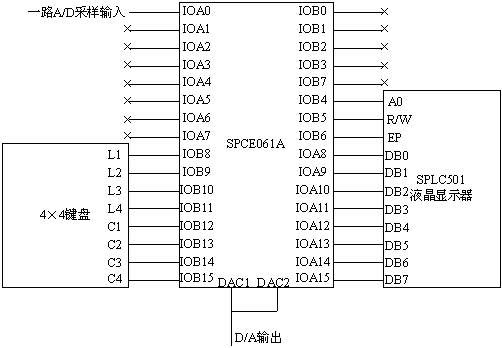 一路A/D采样输入 IOA0 IOB0
IOA1 IOB1
IOA2 IOB2
IOA3 IOB3
IOA4 IOB7
IOA5 IOB4 A0
IOA6 IOB5 R/W
IOA7 SPCE061A IOB6 EP
L1 IOB8 IOA8 DB0
L2 IOB9 IOA9 DB1 SPLC501
L3 IOB10 IOA10 DB2 液晶显示器
4×4键盘 L4 IOB11 IOA11 DB3
C1 IOB12 IOA12 DB4
C2 IOB13 IOA13 DB5
C3 IOB14 IOA14 DB6
C4 IOB15 DAC1 DAC2 IOA15 DB7
D/A输出